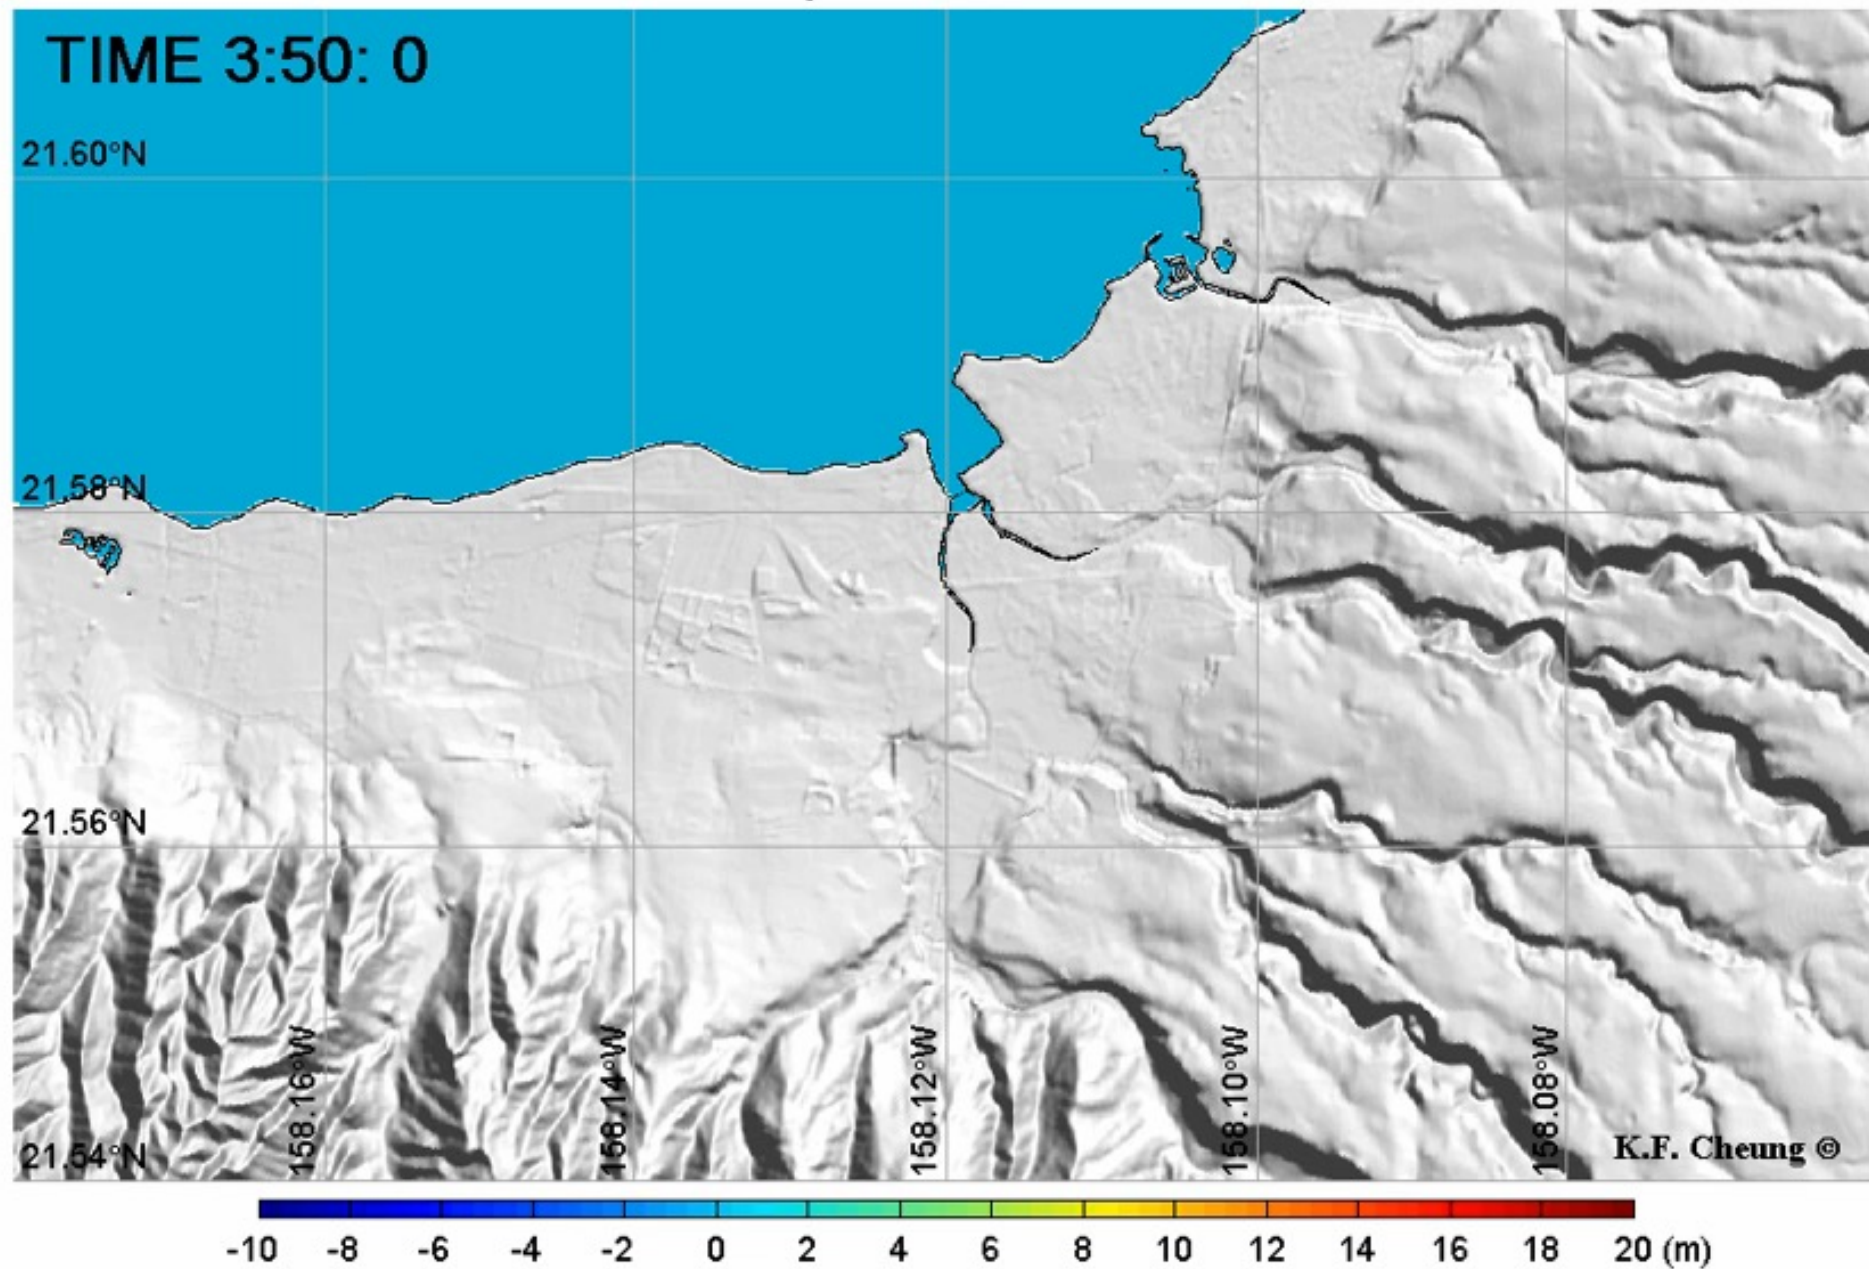 TIME 3:50: 0
21.60°N
21.58°N
21.56°N
21.54°N
158.16°W
158.14°W
158.12°W
158.10°W
158.08°W
K.F. Cheung ©
-10 -8 -6 -4 -2 0 2 4 6 8 10 12 14 16 18 20 (m)